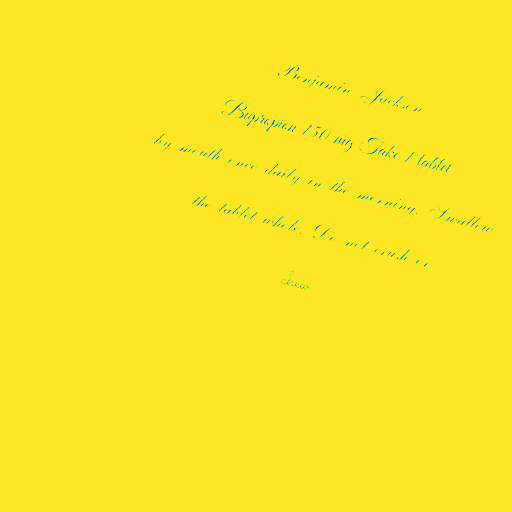 Benjamin Jackson
Bupropion 150 mg Take 1 tablet
by mouth once daily in the morning. Swallow
the tablet whole. Do not crush or
chew